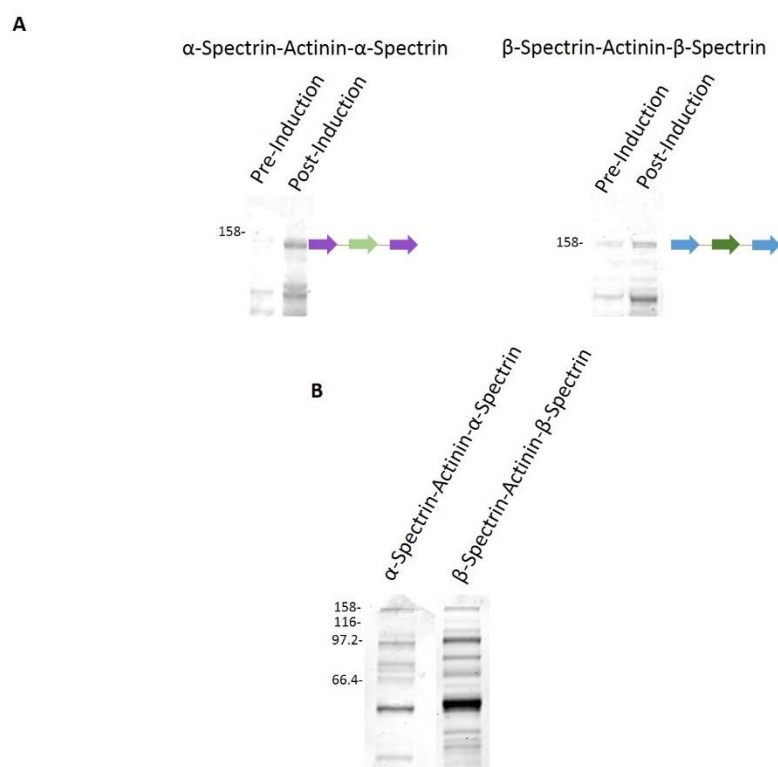 A
α-Spectrin-Actinin-α-Spectrin
β-Spectrin-Actinin-β-Spectrin
Pre-Induction
Post-Induction
Pre-Induction
Post-Induction
158-
158-
B
α-Spectrin-Actinin-α-Spectrin
β-Spectrin-Actinin-β-Spectrin
158-
116-
97.2-
66.4-